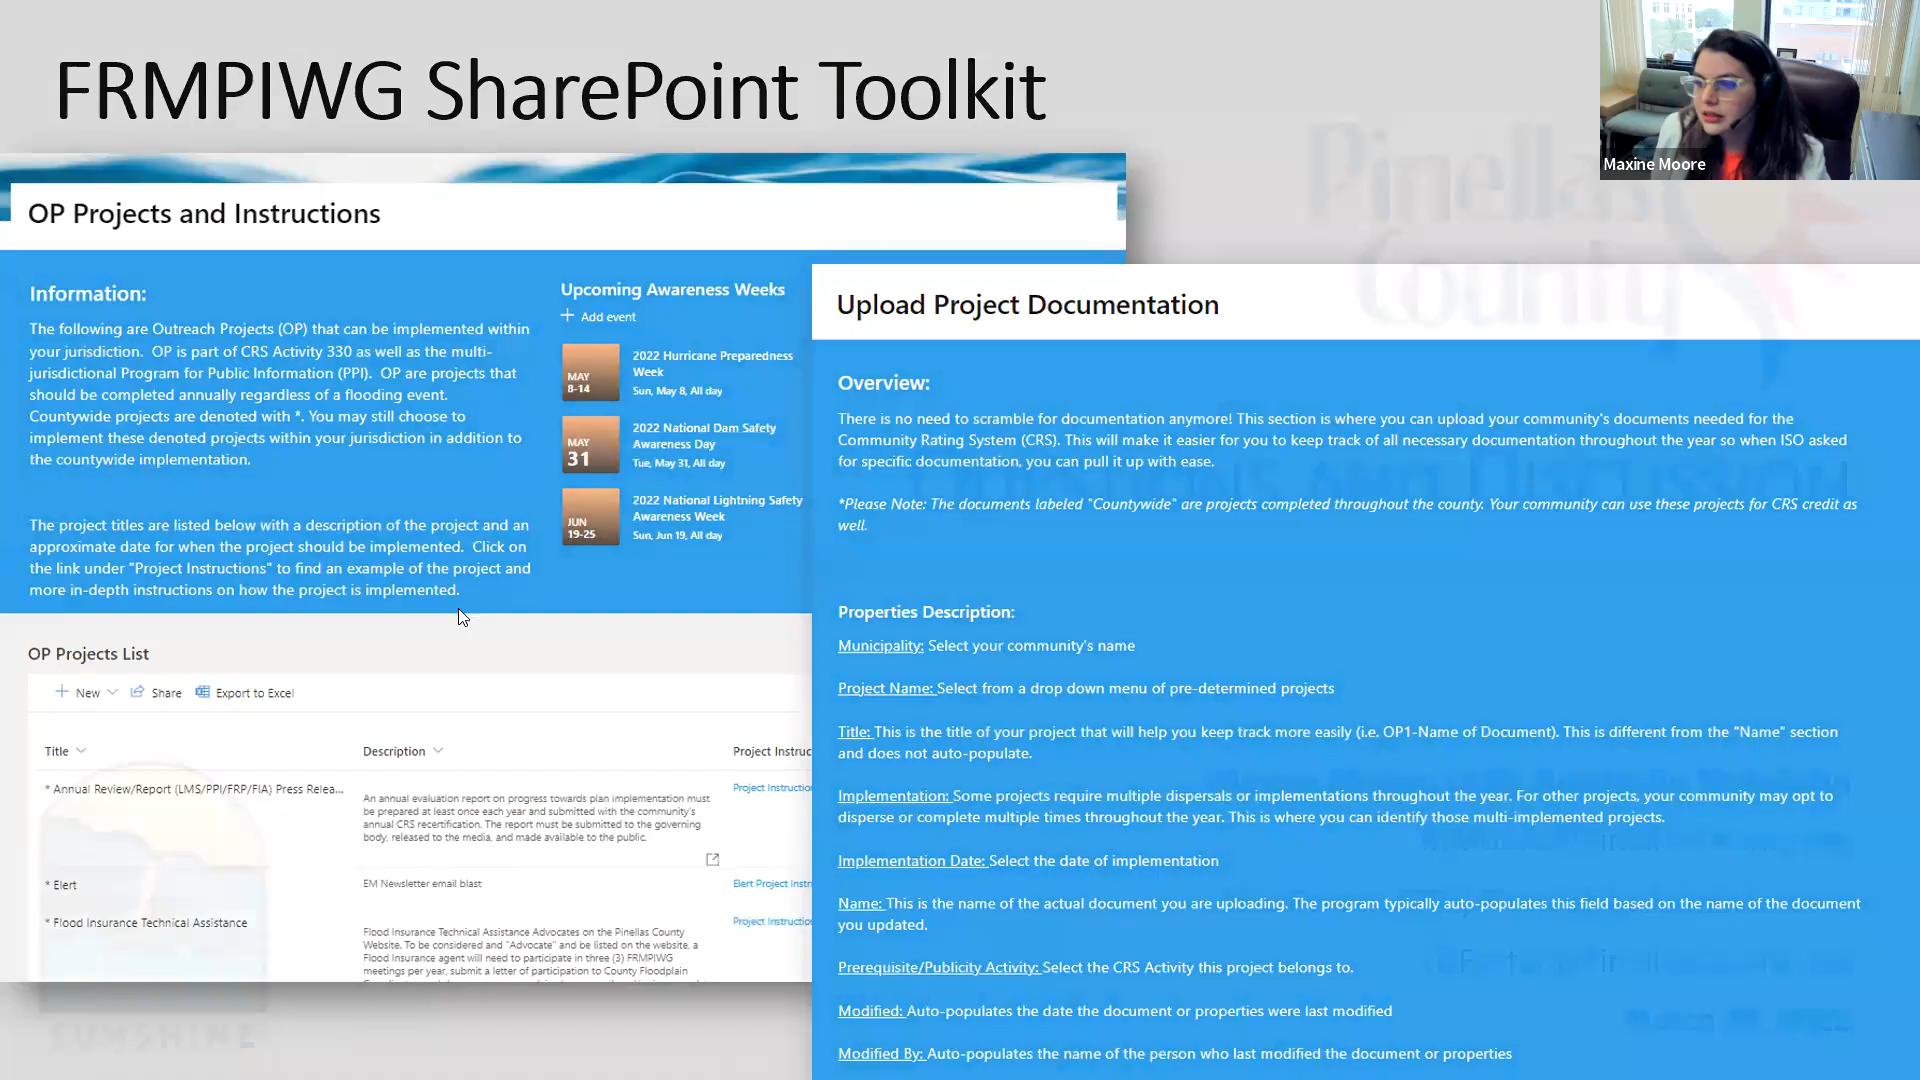 FRMPIWG SharePoint Toolkit
Maxine Moore
OP Projects and Instructions
Information:
The following are Outreach Projects (OP) that can be implemented within
your jurisdiction. OP is part of CRS Activity 330 as well as the multi-
jurisdictional Program for Public Information (PPI). OP are projects that
should be completed annually regardless of a flooding event.
Countywide projects are denoted with *. You may still choose to
implement these denoted projects within your jurisdiction in addition to
the countywide implementation.
The project titles are listed below with a description of the project and an
approximate date for when the project should be implemented. Click on
the link under "Project Instructions" to find an example of the project and
more in-depth instructions on how the project is implemented.
Upcoming Awareness Weeks
Add event
MAY
8-14
2022 Hurricane Preparedness
Week
Sun, May 8, All day
MAY
31
2022 National Dam Safety
Awareness Day
Tue, May 31, All day
JUN
19-25
2022 National Lightning Safety
Awareness Week
Sun, Jun 19, All day
OP Projects List
New Share Export to Excel
Title Description Project Instruc
* Annual Review/Report (LMS/PPI/FRP/FIA) Press Relea...
An annual evaluation report on progress towards plan implementation must
be prepared at least once each year and submitted with the community's
annual CRS recertification. The report must be submitted to the governing
body, released to the media, and made available to the public.
Project Instructio
* Elert
EM Newsletter email blast
Elert Project Instr
* Flood Insurance Technical Assistance
Flood Insurance Technical Assistance Advocates on the Pinellas County
Website. To be considered and "Advocate" and be listed on the website, a
Flood Insurance agent will need to participate in three (3) FRMPIWG
meetings per year, submit a letter of participation to County Floodplain
Project Instructio
Upload Project Documentation
Overview:
There is no need to scramble for documentation anymore! This section is where you can upload your community's documents needed for the
Community Rating System (CRS). This will make it easier for you to keep track of all necessary documentation throughout the year so when ISO asked
for specific documentation, you can pull it up with ease.
*Please Note: The documents labeled "Countywide" are projects completed throughout the county. Your community can use these projects for CRS credit as
well.
Properties Description:
Municipality: Select your community's name
Project Name: Select from a drop down menu of pre-determined projects
Title: This is the title of your project that will help you keep track more easily (i.e. OP1-Name of Document). This is different from the "Name" section
and does not auto-populate.
Implementation: Some projects require multiple dispersals or implementations throughout the year. For other projects, your community may opt to
disperse or complete multiple times throughout the year. This is where you can identify those multi-implemented projects.
Implementation Date: Select the date of implementation
Name: This is the name of the actual document you are uploading. The program typically auto-populates this field based on the name of the document
you updated.
Prerequisite/Publicity Activity: Select the CRS Activity this project belongs to.
Modified: Auto-populates the date the document or properties were last modified
Modified By: Auto-populates the name of the person who last modified the document or properties
Pinellas
County
SUNSHINE